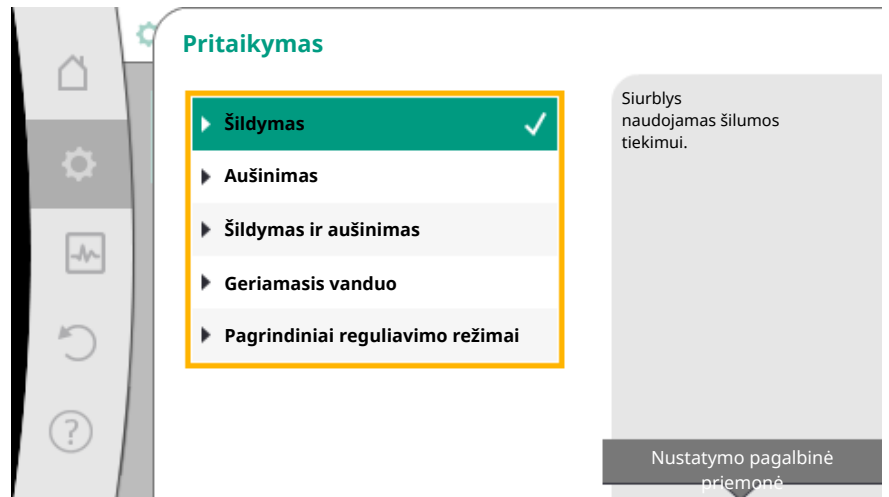 Pritaikymas
Šildymas
Aušinimas
Šildymas ir aušinimas
Geriamasis vanduo
Pagrindiniai reguliavimo režimai
Siurblys
naudojamas šilumos
tiekimui.
Nustatymo pagalbinė
priemonė
?